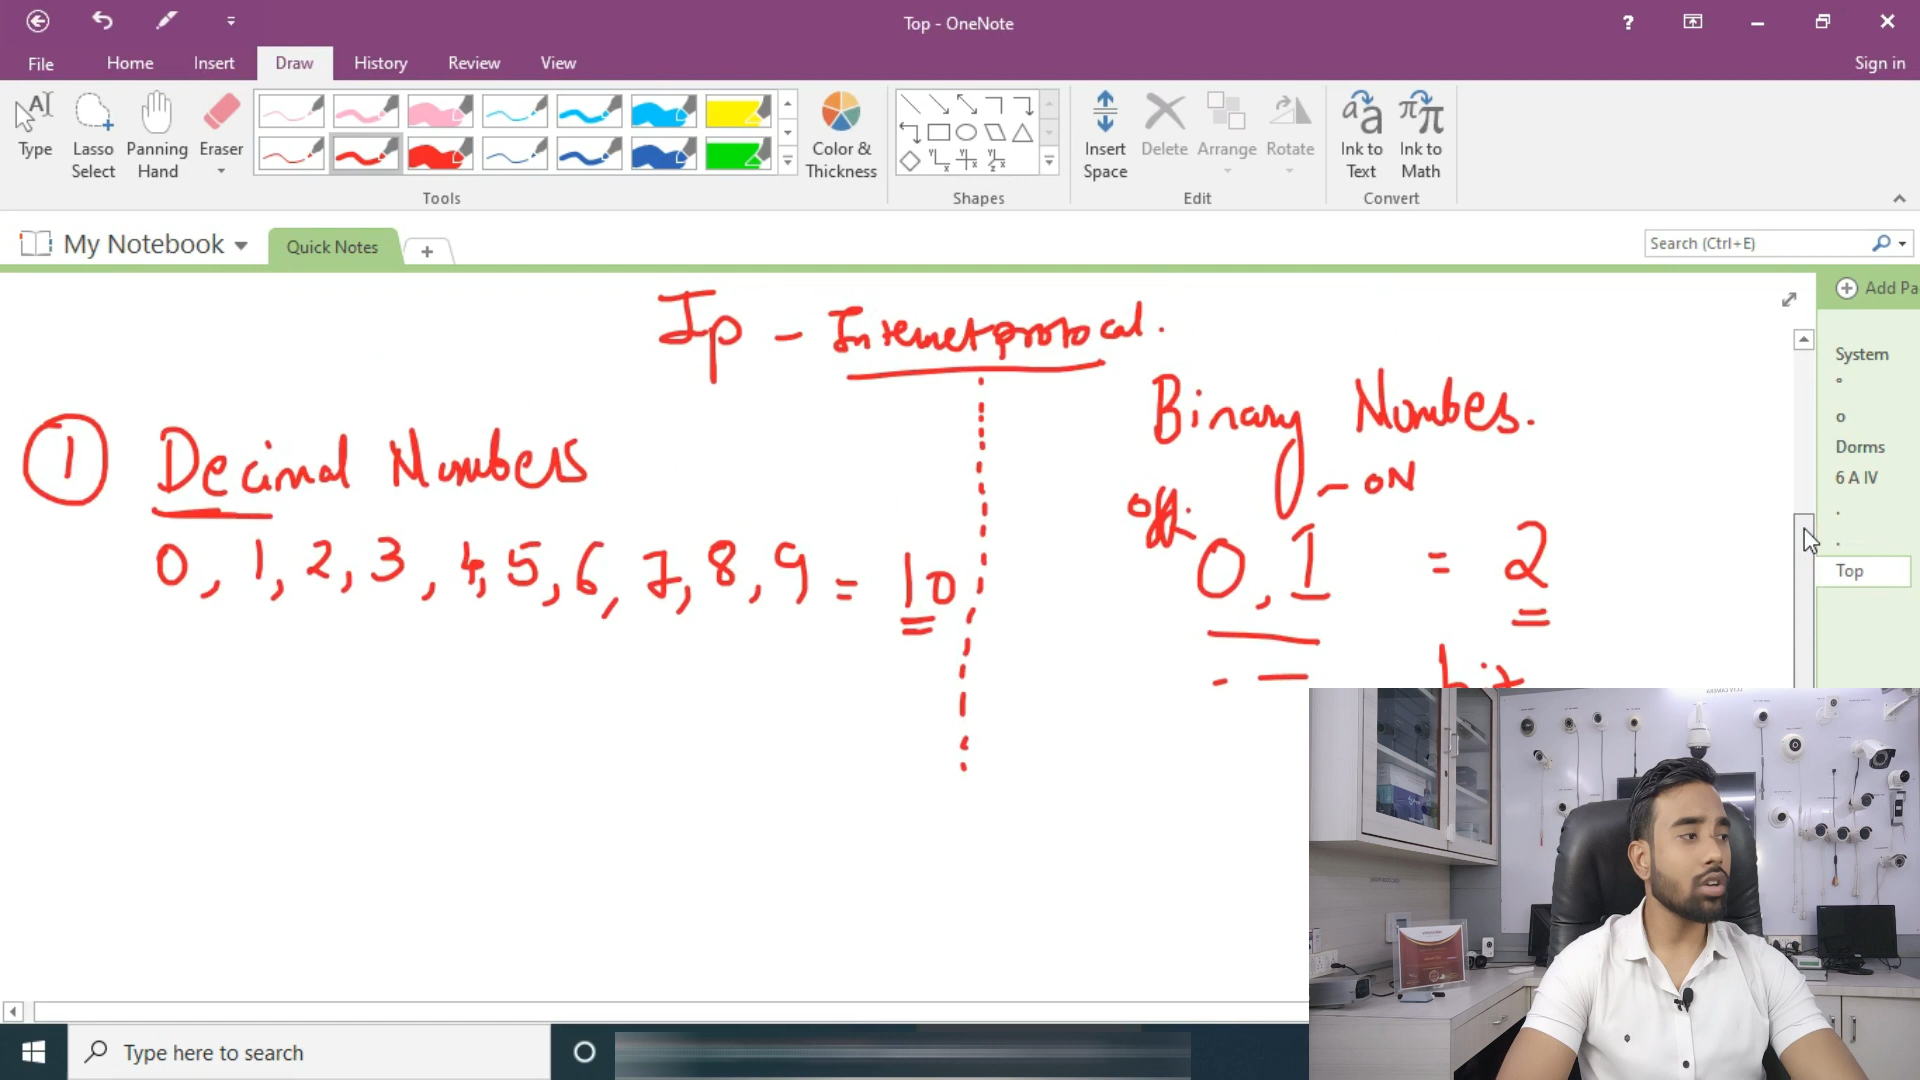 Top - OneNote
?
File Home Insert Draw History Review View
Sign in
Type
Lasso Select
Panning Hand
Eraser
Color & Thickness
Insert Space
Delete
Arrange
Rotate
Ink to Text
Ink to Math
Tools
Shapes
Edit
Convert
My Notebook
Quick Notes
Search (Ctrl+E)
Add Pa
System
Dorms
6 A IV
Top
Ip - Internet protocal.
1 Decimal Numbers
0, 1, 2, 3, 4, 5, 6, 7, 8, 9 = 10
Binary Numbes.
off. - ON
0, 1 = 2
bit
Type here to search